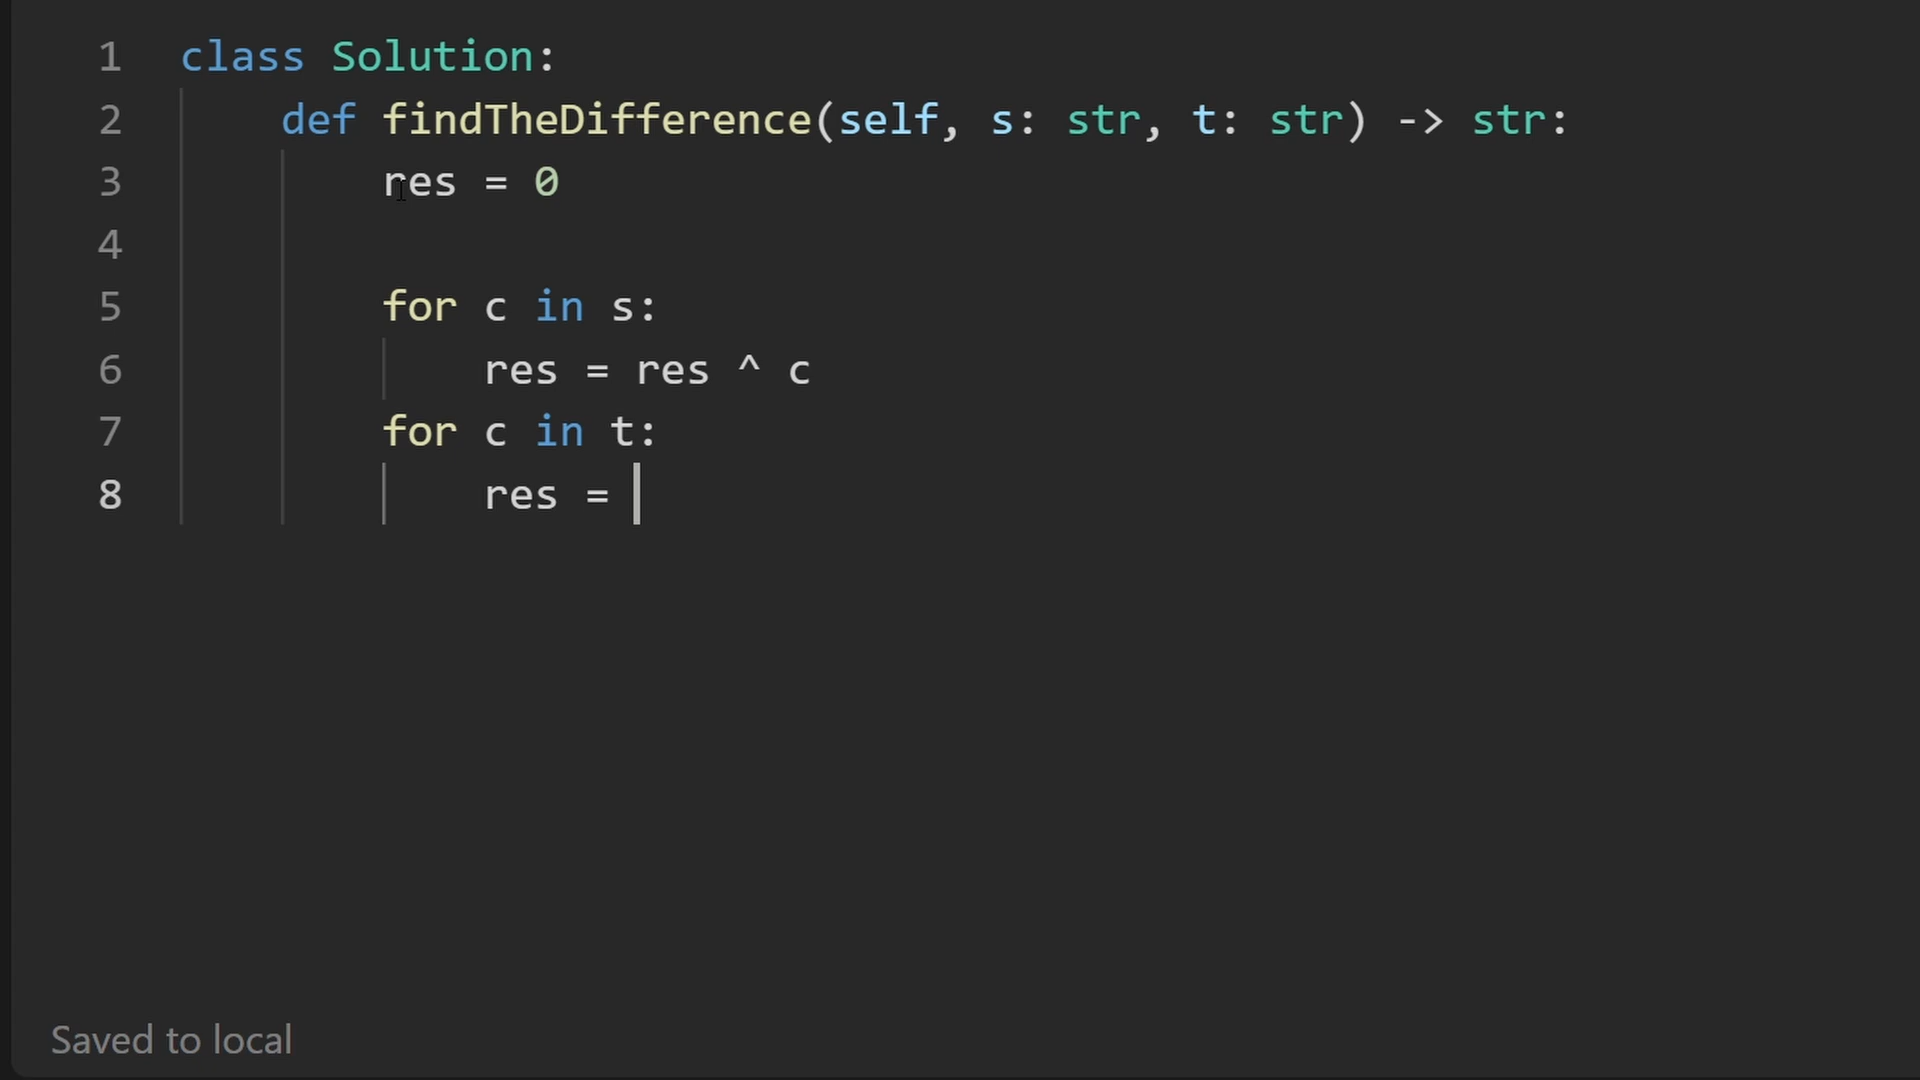 1 class Solution:
2     def findTheDifference(self, s: str, t: str) -> str:
3         res = 0
4
5         for c in s:
6             res = res ^ c
7         for c in t:
8             res =
Saved to local